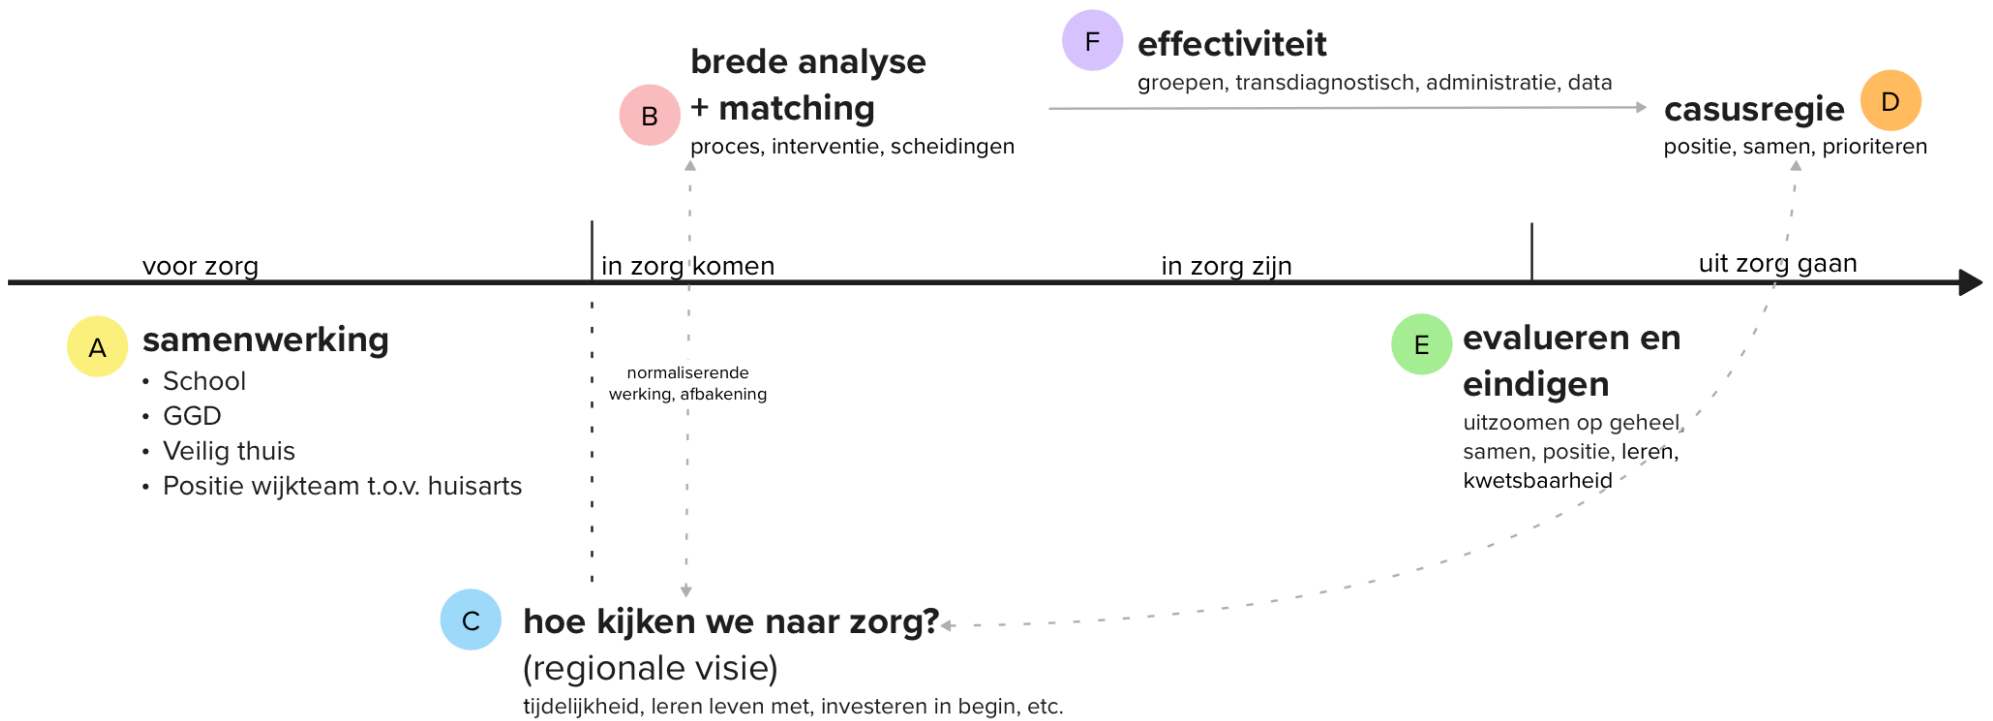 F
effectiviteit
groepen, transdiagnostisch, administratie, data
B
brede analyse
+ matching
proces, interventie, scheidingen
casusregie
D
positie, samen, prioriteren
voor zorg
in zorg komen
in zorg zijn
uit zorg gaan
A
samenwerking
• School
• GGD
• Veilig thuis
• Positie wijkteam t.o.v. huisarts
normaliserende
werking, afbakening
E
evalueren en
eindigen
uitzoomen op geheel,
samen, positie, leren,
kwetsbaarheid
C
hoe kijken we naar zorg?
(regionale visie)
tijdelijkheid, leren leven met, investeren in begin, etc.